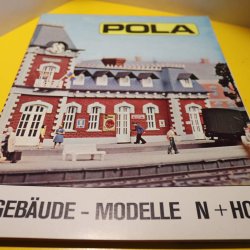 POLA
GEBÄUDE - MODELLE N + HO